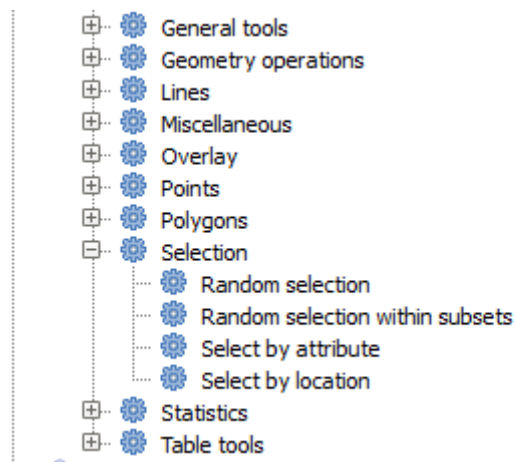 General tools
Geometry operations
Lines
Miscellaneous
Overlay
Points
Polygons
Selection
Random selection
Random selection within subsets
Select by attribute
Select by location
Statistics
Table tools